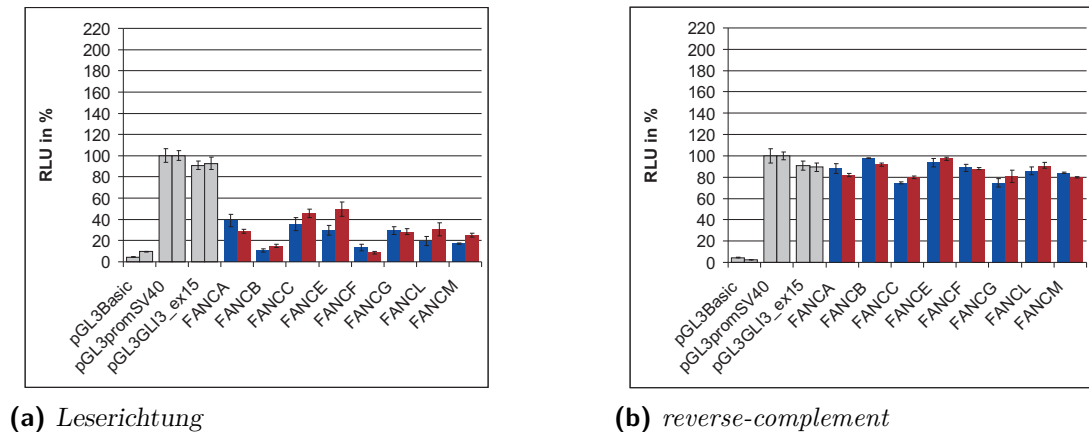 220
200
180
160
140
120
100
80
60
40
20
0
RLU in %
pGL3Basic
pGL3promSV40
pGL3GLI3_ex15
FANCA
FANCB
FANCC
FANCE
FANCF
FANCG
FANCL
FANCM
(a) Leserichtung
220
200
180
160
140
120
100
80
60
40
20
0
RLU in %
pGL3Basic
pGL3promSV40
pGL3GLI3_ex15
FANCA
FANCB
FANCC
FANCE
FANCF
FANCG
FANCL
FANCM
(b) reverse-complement